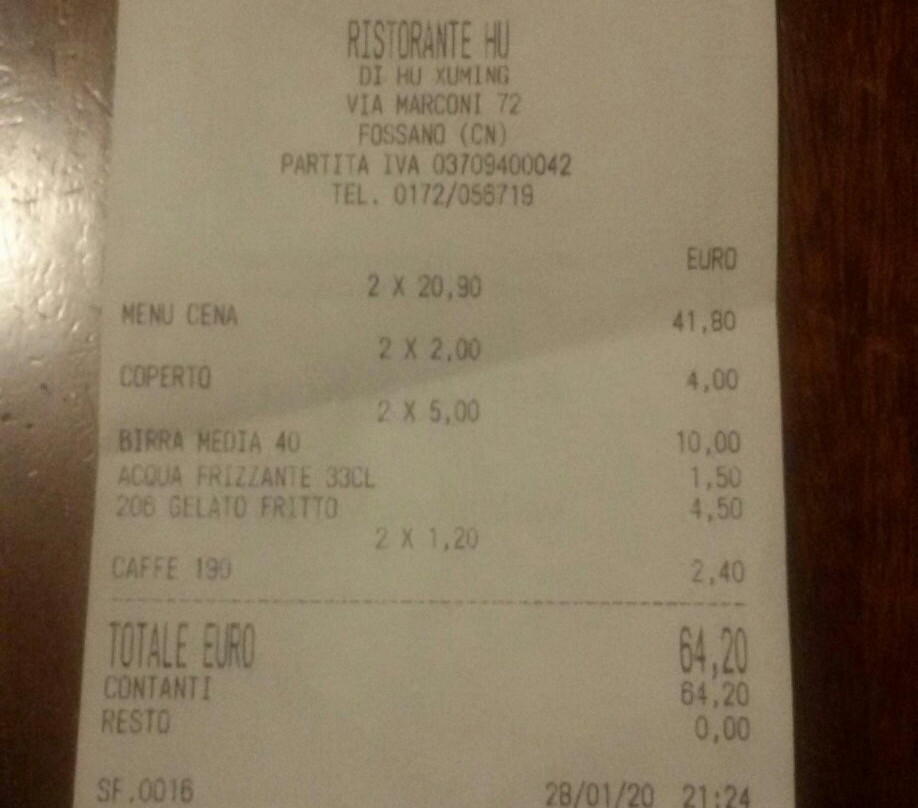 RISTORANTE HU
DI HU XUMING
VIA MARCONI 72
FOSSANO (CN)
PARTITA IVA 03709400042
TEL. 0172/056719
EURO
2 X 20,90
MENU CENA 41,80
2 X 2,00
COPERTO 4,00
2 X 5,00
BIRRA MEDIA 40 10,00
ACQUA FRIZZANTE 33CL 1,50
206 GELATO FRITTO 4,50
2 X 1,20
CAFFE 190 2,40
TOTALE EURO 64,20
CONTANTI 64,20
RESTO 0,00
SF.0016 28/01/20 21:24